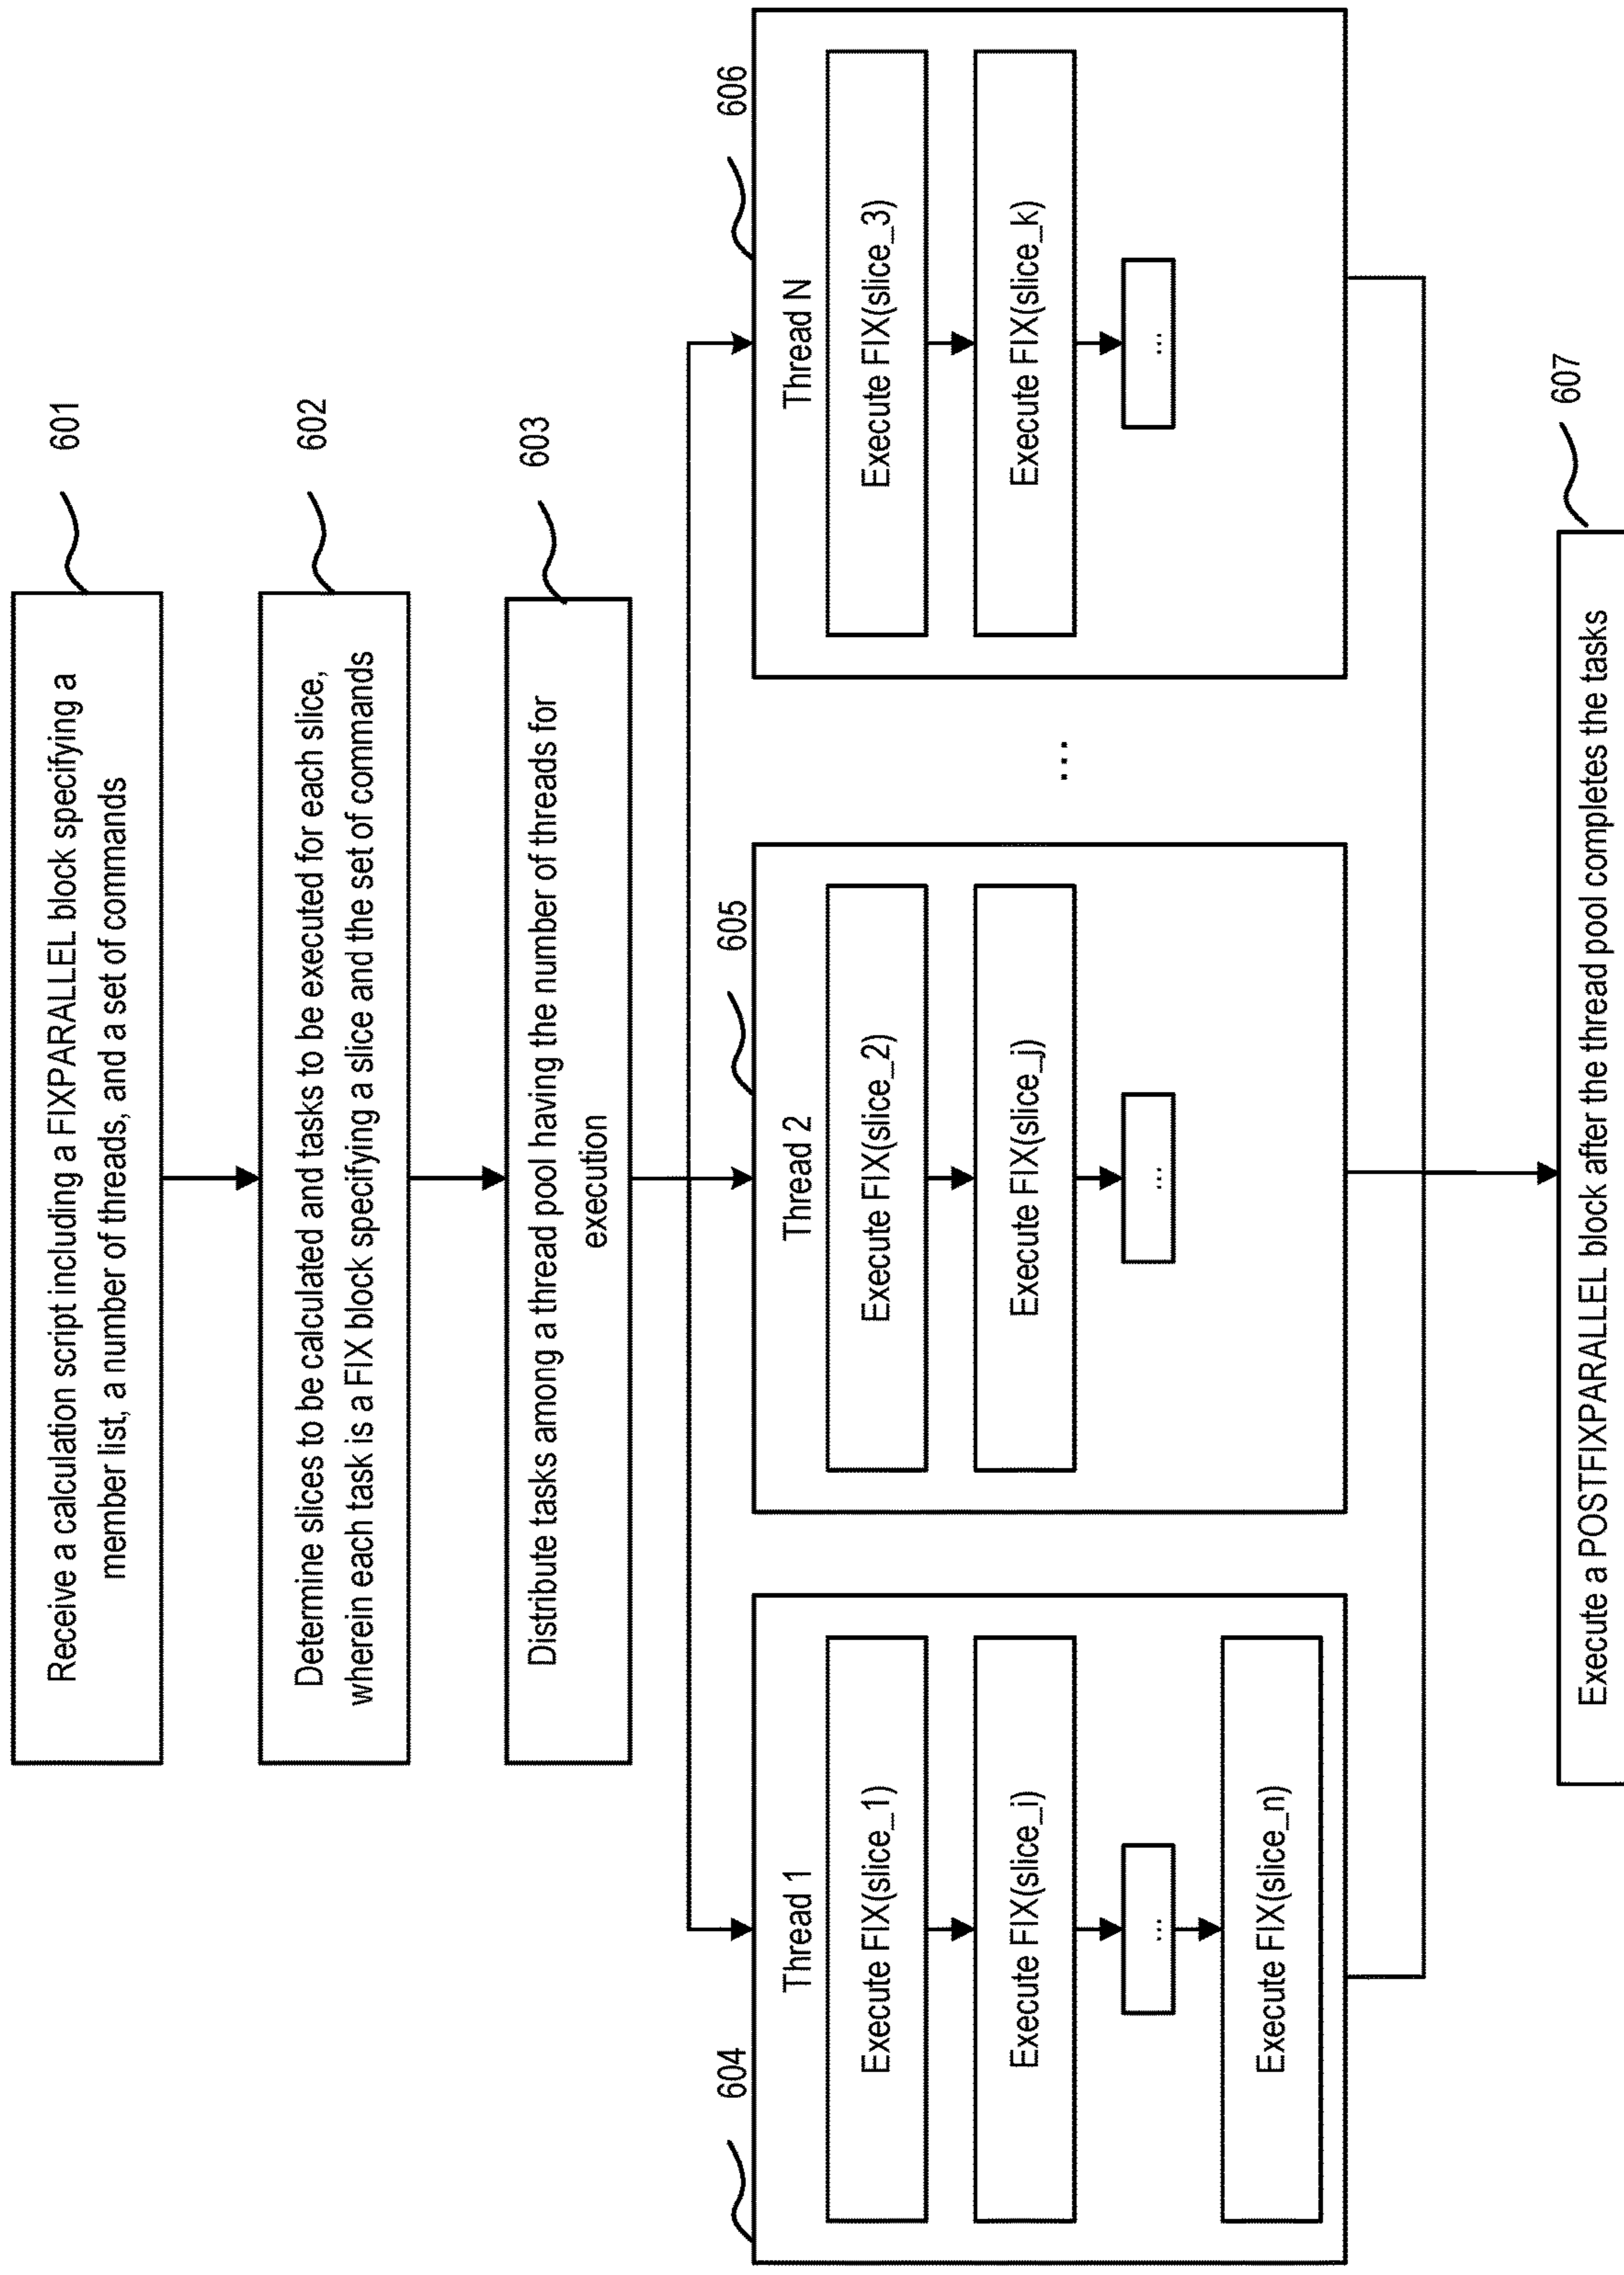 Receive a calculation script including a FIXPARALLEL block specifying a
member list, a number of threads, and a set of commands
601
Determine slices to be calculated and tasks to be executed for each slice,
wherein each task is a FIX block specifying a slice and the set of commands
602
Distribute tasks among a thread pool having the number of threads for
execution
603
604
Thread 1
Execute FIX(slice_1)
Execute FIX(slice_i)
...
Execute FIX(slice_n)
605
Thread 2
Execute FIX(slice_2)
Execute FIX(slice_j)
...
...
606
Thread N
Execute FIX(slice_3)
Execute FIX(slice_k)
...
Execute a POSTFIXPARALLEL block after the thread pool completes the tasks
607